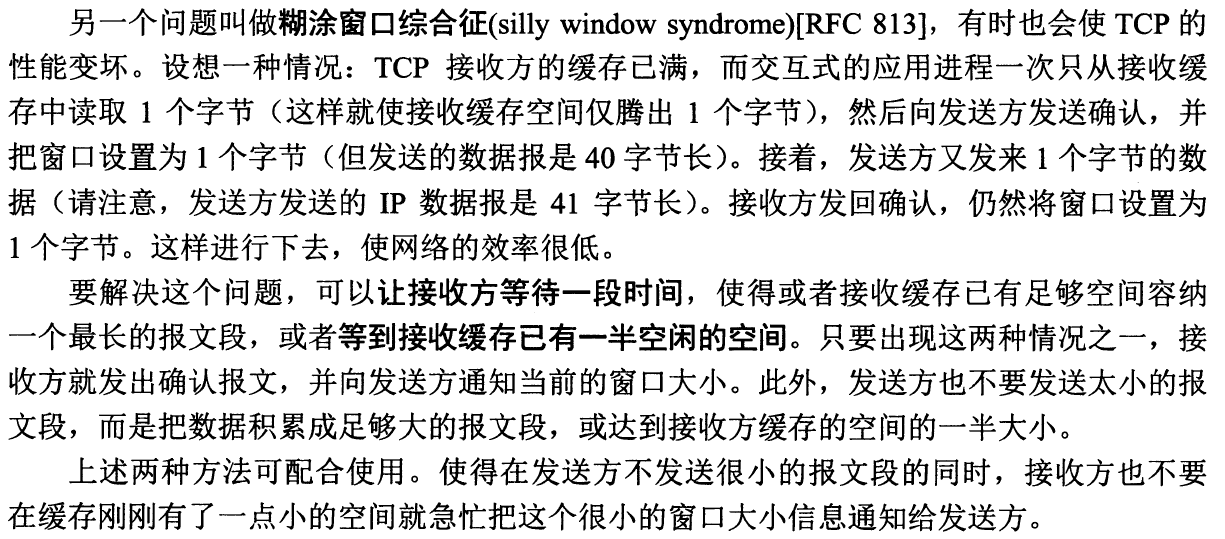 另一个问题叫做糊涂窗口综合征(silly window syndrome)[RFC 813]，有时也会使 TCP 的
性能变坏。设想一种情况：TCP 接收方的缓存已满，而交互式的应用进程一次只从接收缓
存中读取 1 个字节（这样就使接收缓存空间仅腾出 1 个字节），然后向发送方发送确认，并
把窗口设置为 1 个字节（但发送的数据报是 40 字节长）。接着，发送方又发来 1 个字节的数
据（请注意，发送方发送的 IP 数据报是 41 字节长）。接收方发回确认，仍然将窗口设置为
1 个字节。这样进行下去，使网络的效率很低。
要解决这个问题，可以让接收方等待一段时间，使得或者接收缓存已有足够空间容纳
一个最长的报文段，或者等到接收缓存已有一半空闲的空间。只要出现这两种情况之一，接
收方就发出确认报文，并向发送方通知当前的窗口大小。此外，发送方也不要发送太小的报
文段，而是把数据积累成足够大的报文段，或达到接收方缓存的空间的一半大小。
上述两种方法可配合使用。使得在发送方不发送很小的报文段的同时，接收方也不要
在缓存刚刚有了一点小的空间就急忙把这个很小的窗口大小信息通知给发送方。